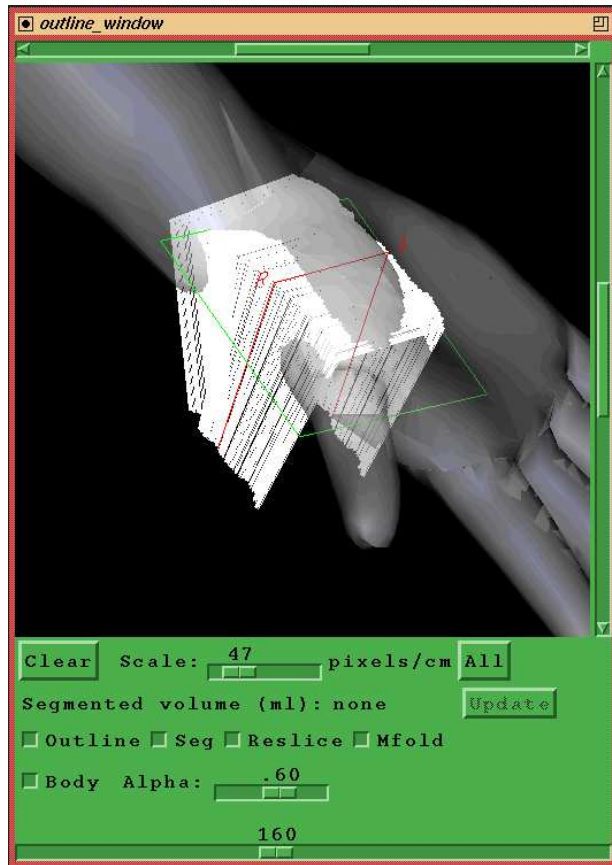 outline_window
R
Clear Scale: 47 pixels/cm All
Segmented volume (ml): none Update
Outline Seg Reslice Mfold
Body Alpha: .60
160